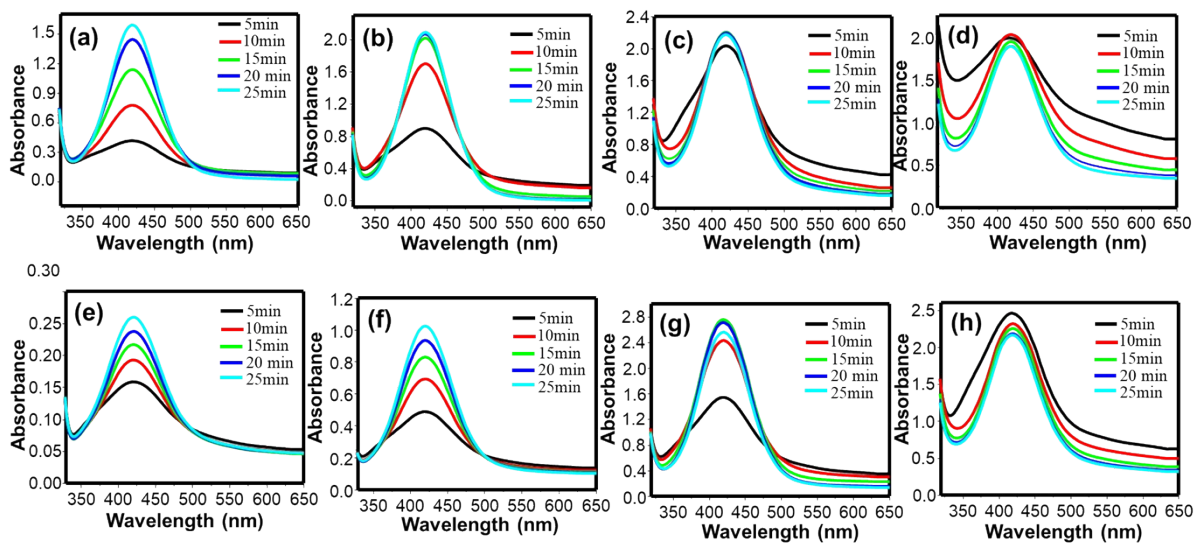 (a)
5min
10min
15min
20 min
25min
1.5
1.2
0.9
0.6
0.3
0.0
Absorbance
350 400 450 500 550 600 650
Wavelength (nm)
(b)
5min
10min
15min
20 min
25min
2.0
1.6
1.2
0.8
0.4
0.0
Absorbance
350 400 450 500 550 600 650
Wavelength (nm)
(c)
5min
10min
15min
20 min
25min
2.4
2.0
1.6
1.2
0.8
0.4
0.0
Absorbance
350 400 450 500 550 600 650
Wavelength (nm)
(d)
5min
10min
15min
20 min
25min
2.0
1.5
1.0
0.5
0.0
Absorbance
350 400 450 500 550 600 650
Wavelength (nm)
0.30
(e)
5min
10min
15min
20 min
25min
0.25
0.20
0.15
0.10
0.05
0.00
Absorbance
350 400 450 500 550 600 650
Wavelength (nm)
(f)
5min
10min
15min
20 min
25min
1.2
1.0
0.8
0.6
0.4
0.2
0.0
Absorbance
350 400 450 500 550 600 650
Wavelength (nm)
(g)
5min
10min
15min
20 min
25min
2.8
2.4
2.0
1.6
1.2
0.8
0.4
0.0
Absorbance
350 400 450 500 550 600 650
Wavelength (nm)
(h)
5min
10min
15min
20 min
25min
2.5
2.0
1.5
1.0
0.5
0.0
Absorbance
350 400 450 500 550 600 650
Wavelength (nm)